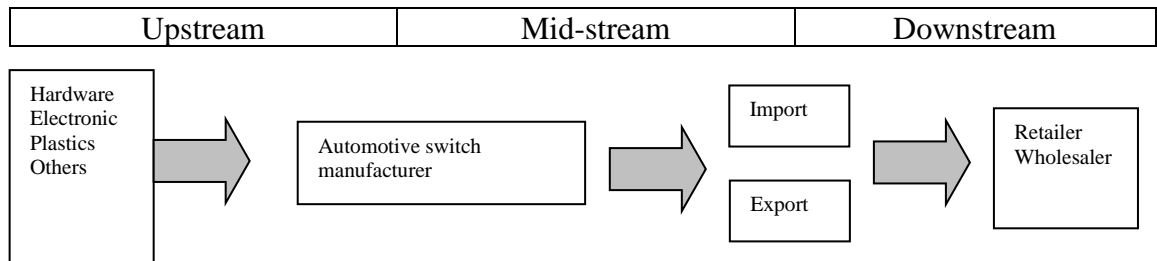 Upstream
Mid-stream
Downstream
Hardware
Electronic
Plastics
Others
Automotive switch
manufacturer
Import
Export
Retailer
Wholesaler